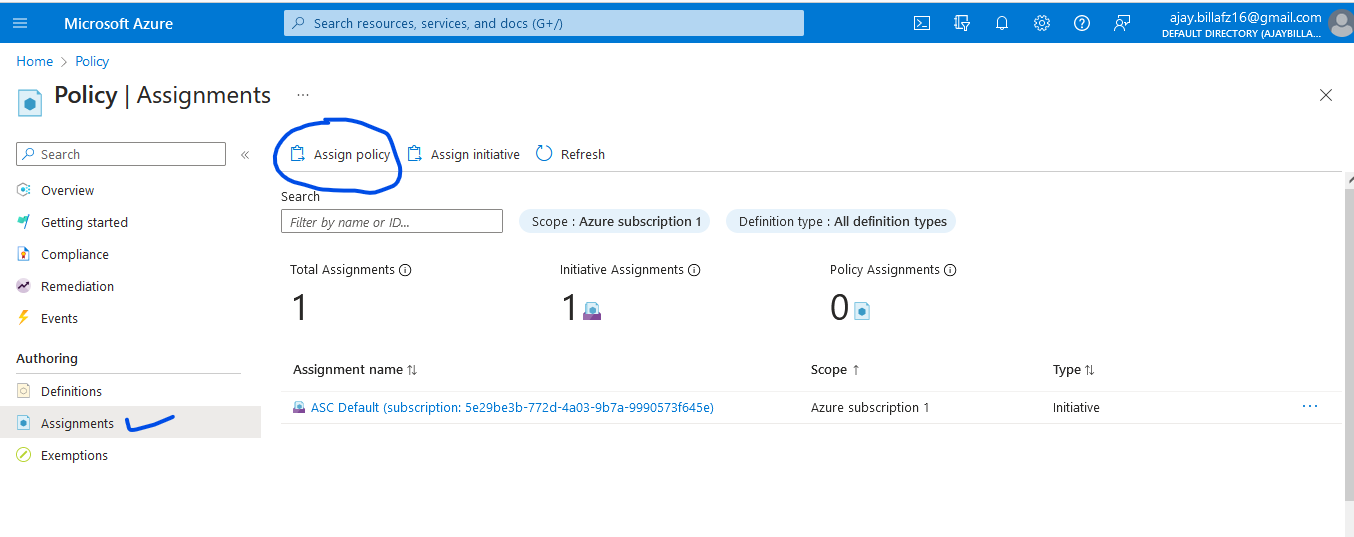 Microsoft Azure
Search resources, services, and docs (G+/)
ajay.billafz16@gmail.com
DEFAULT DIRECTORY (AJAYBILLA...
Home > Policy
Policy | Assignments ...
Search «
Assign policy Assign initiative Refresh
Overview
Getting started
Compliance
Remediation
Events
Authoring
Definitions
Assignments
Exemptions
Search
Filter by name or ID...
Scope : Azure subscription 1
Definition type : All definition types
Total Assignments Initiative Assignments Policy Assignments
1 1 0
Assignment name Scope Type
ASC Default (subscription: 5e29be3b-772d-4a03-9b7a-9990573f645e) Azure subscription 1 Initiative ...